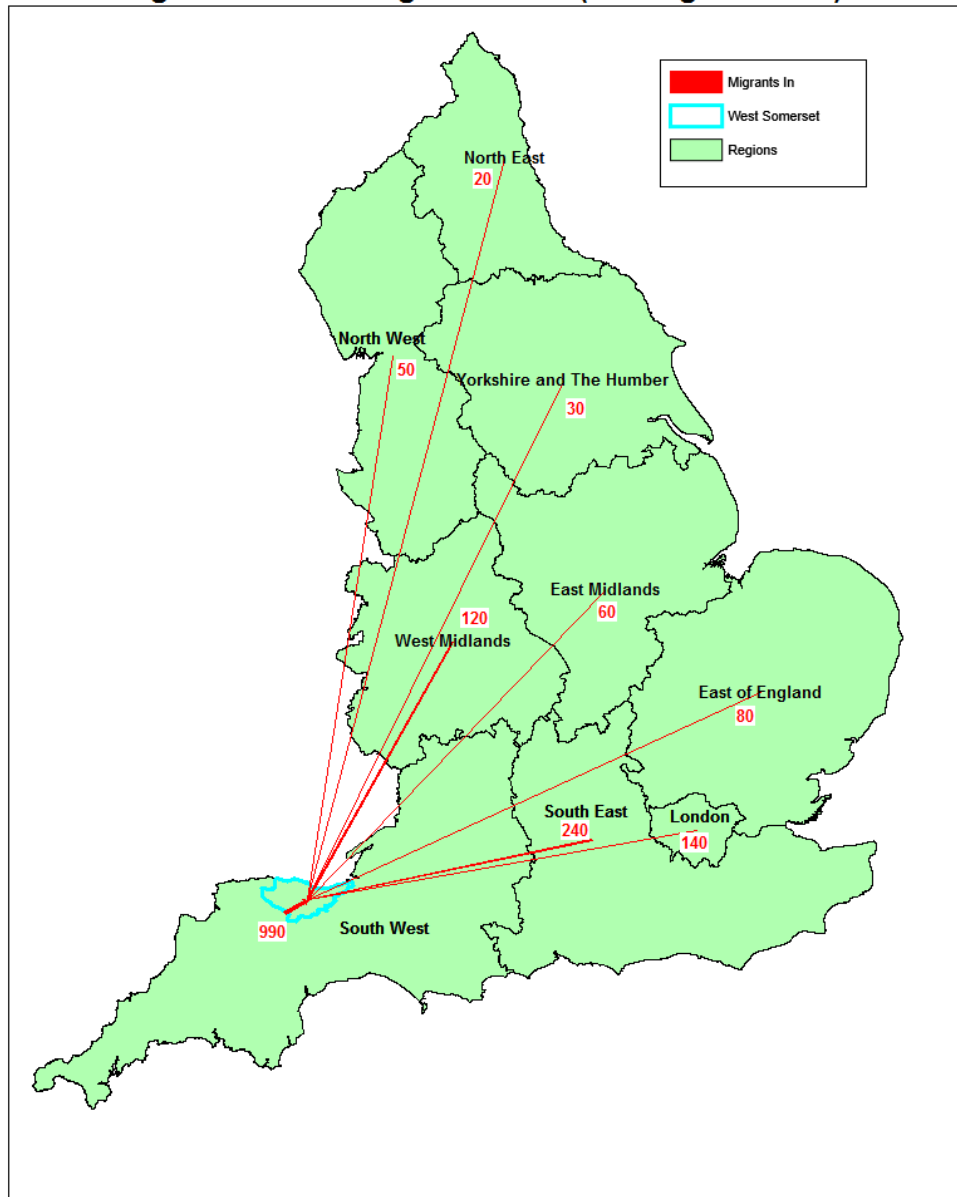 Migrants In
West Somerset
Regions
North East
20
North West
50
Yorkshire and The Humber
30
East Midlands
60
120
West Midlands
East of England
80
South East
240
London
140
990
South West